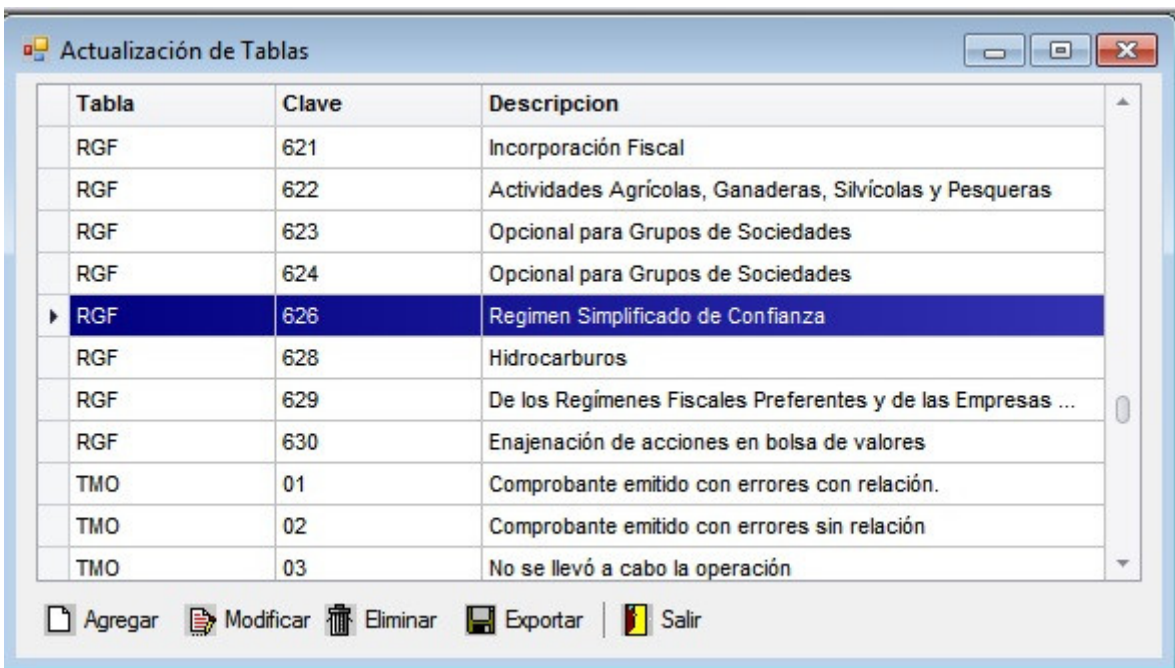 Actualización de Tablas
Tabla Clave Descripcion
RGF 621 Incorporación Fiscal
RGF 622 Actividades Agrícolas, Ganaderas, Silvícolas y Pesqueras
RGF 623 Opcional para Grupos de Sociedades
RGF 624 Opcional para Grupos de Sociedades
RGF 626 Regimen Simplificado de Confianza
RGF 628 Hidrocarburos
RGF 629 De los Regímenes Fiscales Preferentes y de las Empresas ...
RGF 630 Enajenación de acciones en bolsa de valores
TMO 01 Comprobante emitido con errores con relación.
TMO 02 Comprobante emitido con errores sin relación
TMO 03 No se llevó a cabo la operación
Agregar Modificar Eliminar Exportar Salir